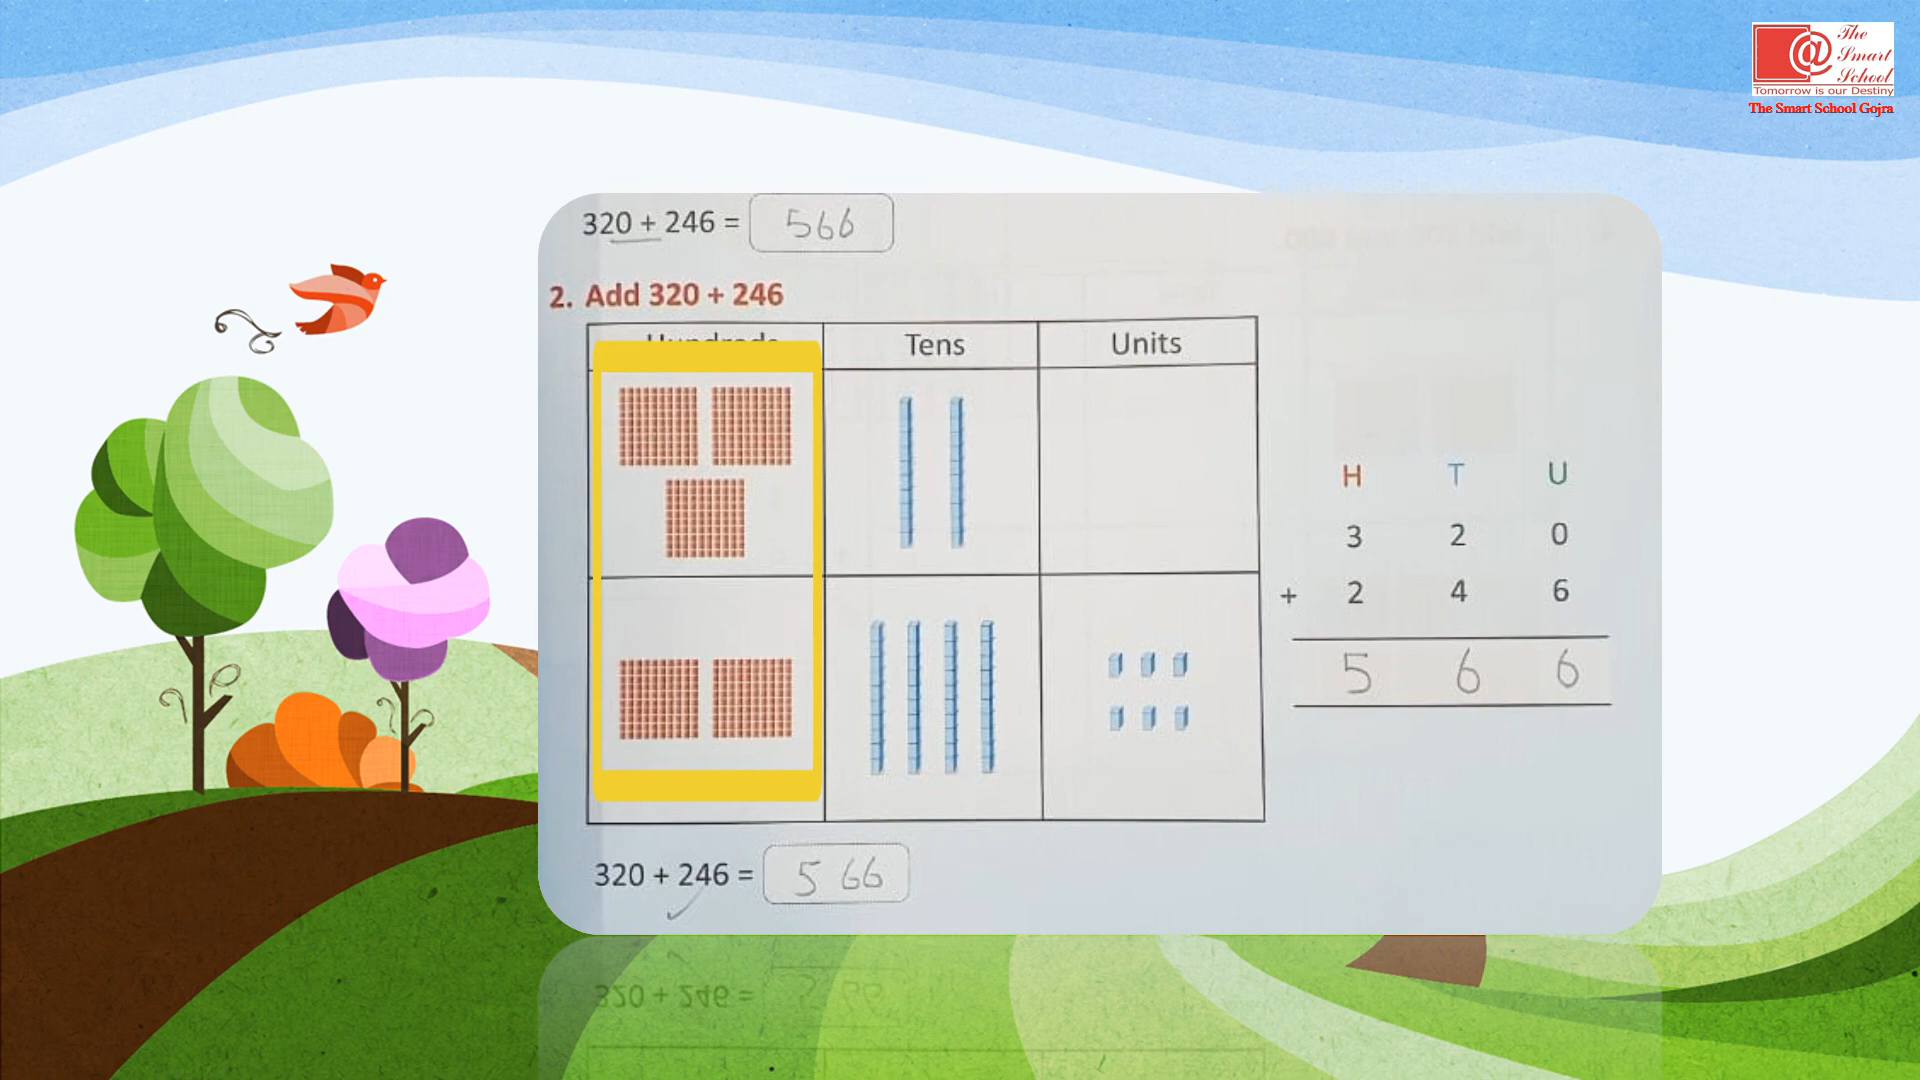 The
Smart
School
Tomorrow is our Destiny
The Smart School Gojra
320 + 246 = 566
2. Add 320 + 246
Hundreds Tens Units
H T U
3 2 0
+ 2 4 6
5 6 6
320 + 246 = 566